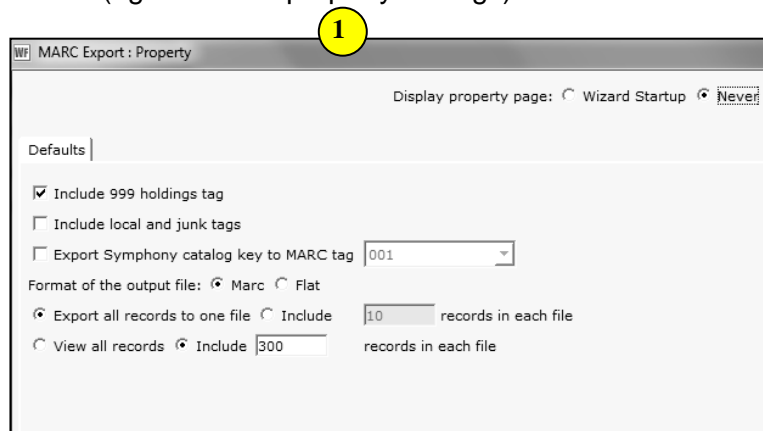 1
WF MARC Export : Property
Display property page: Wizard Startup Never
Defaults
Include 999 holdings tag
Include local and junk tags
Export Symphony catalog key to MARC tag 001
Format of the output file: Marc Flat
Export all records to one file Include 10 records in each file
View all records Include 300 records in each file